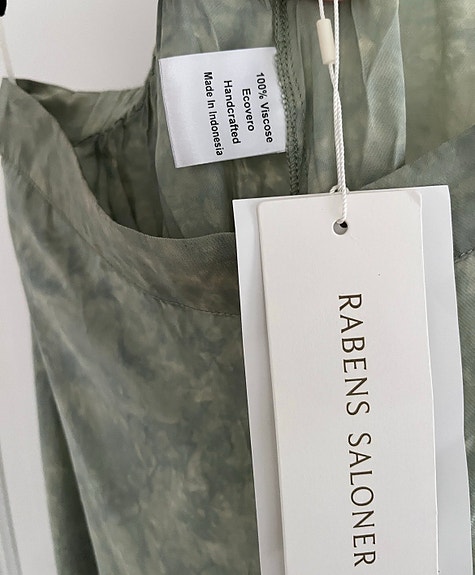 100% Viscose
Ecovero
Handcrafted
Made In Indonesia
RABENS SALONER